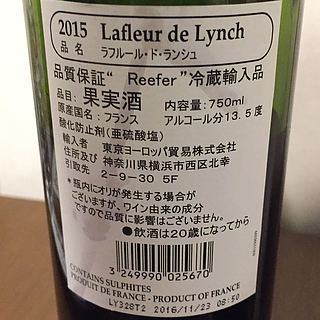 2015 Lafleur de Lynch
品名 ラフルール・ド・ランシュ
品質保証“ Reefer”冷蔵輸入品
品目: 果実酒 内容量: 750ml
原産国名: フランス アルコール分13.5度
酸化防止剤(亜硫酸塩)
輸入者 東京ヨーロッパ貿易株式会社
住所及び 神奈川県横浜市西区北幸
引取先 2-9-30 5F
*瓶内にオリが発生する場合が
ございますが、ワイン由来の成分
ですので品質に影響はございません。
●飲酒は20歳になってから
3 249990 025670
CONTAINS SULPHITES
PRODUIT DE FRANCE - PRODUCT OF FRANCE
LY328T2 2016/11/23 08:50